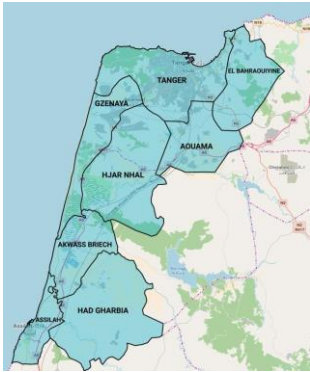 TANGER
EL BAHRAOUIYINE
GZENAYA
AOUAMA
HJAR NHAL
AKWASS BRIECH
ASSILAH
HAD GHARBIA